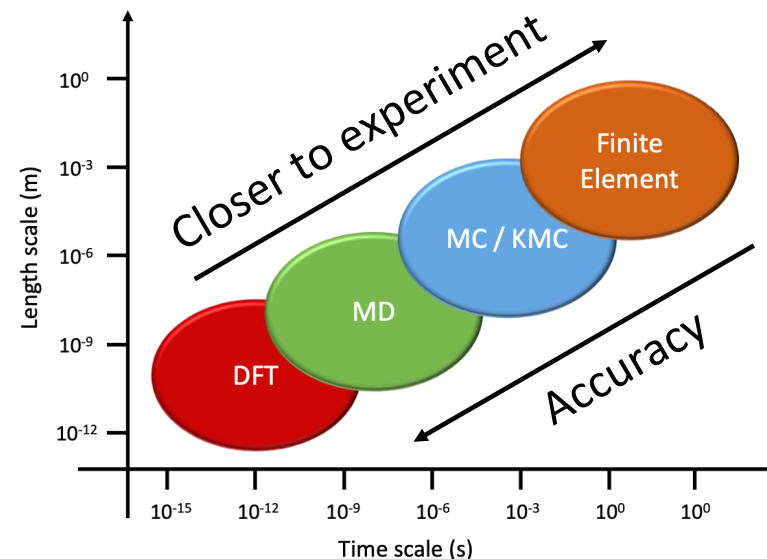 Closer to experiment
10⁰
10⁻³
10⁻⁶
10⁻⁹
10⁻¹²
Length scale (m)
Finite
Element
MC / KMC
MD
DFT
Accuracy
10⁻¹⁵
10⁻¹²
10⁻⁹
10⁻⁶
10⁻³
10⁰
10⁰
Time scale (s)